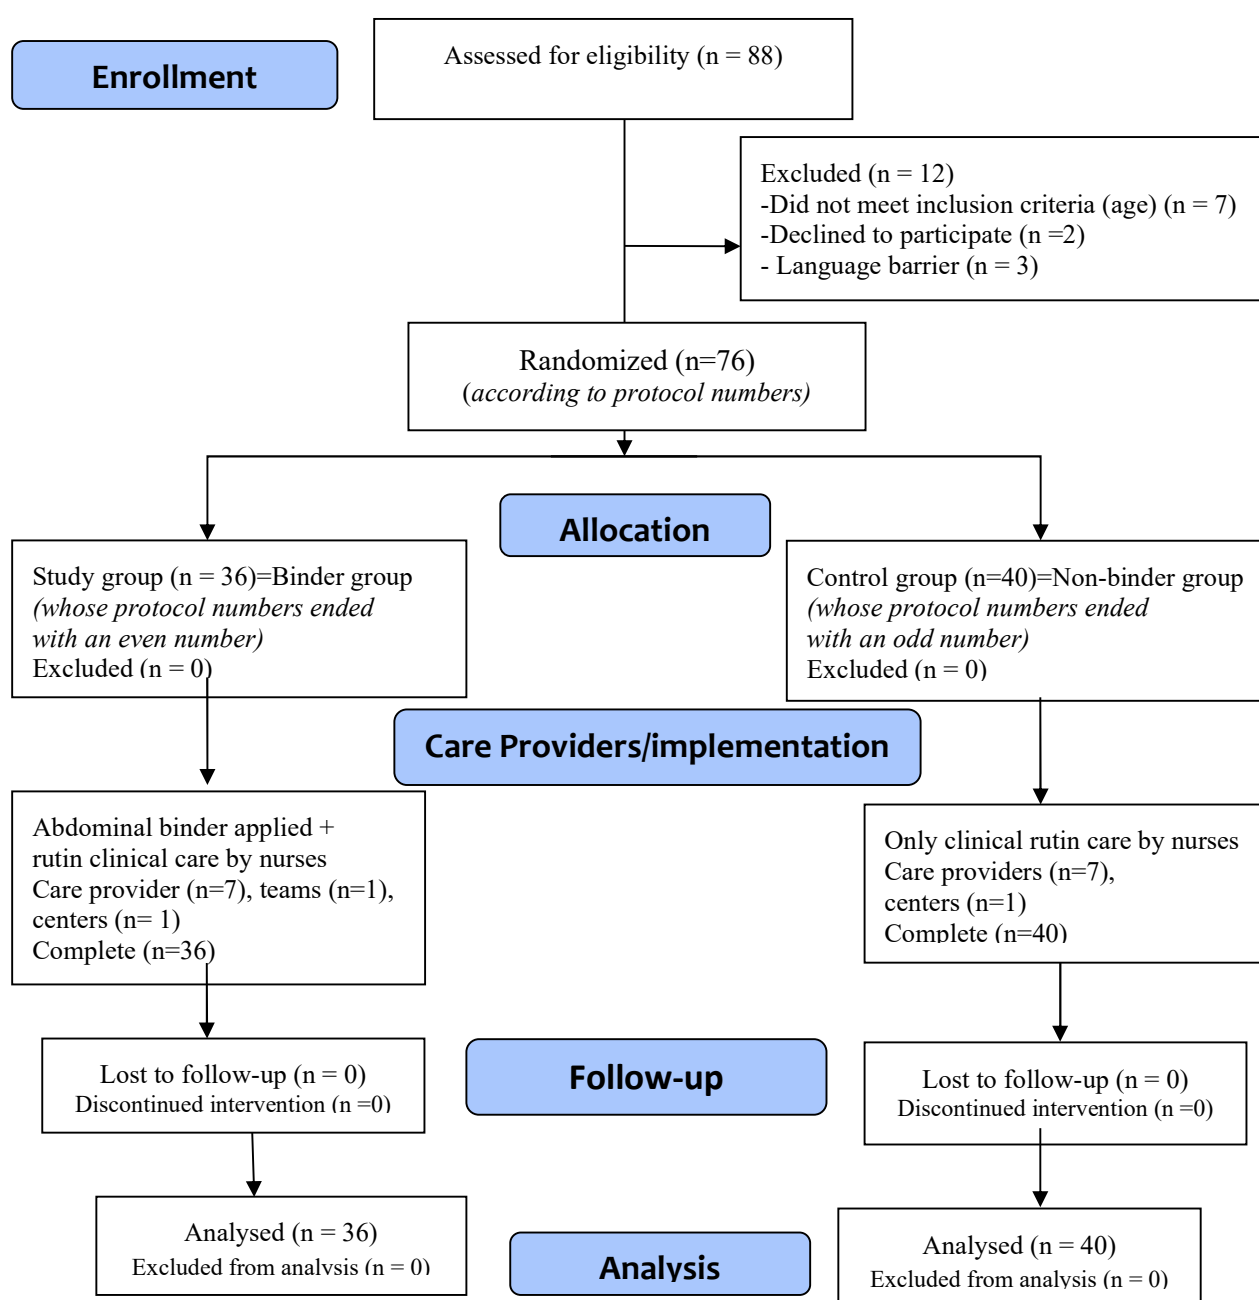 Enrollment
Assessed for eligibility (n = 88)
Excluded (n = 12)
-Did not meet inclusion criteria (age) (n = 7)
-Declined to participate (n =2)
- Language barrier (n = 3)
Randomized (n=76)
(according to protocol numbers)
Allocation
Study group (n = 36)=Binder group
(whose protocol numbers ended
with an even number)
Excluded (n = 0)
Control group (n=40)=Non-binder group
(whose protocol numbers ended
with an odd number)
Excluded (n = 0)
Care Providers/implementation
Abdominal binder applied +
rutin clinical care by nurses
Care provider (n=7), teams (n=1),
centers (n= 1)
Complete (n=36)
Only clinical rutin care by nurses
Care providers (n=7),
centers (n=1)
Complete (n=40)
Follow-up
Lost to follow-up (n = 0)
Discontinued intervention (n =0)
Lost to follow-up (n = 0)
Discontinued intervention (n =0)
Analysed (n = 36)
Excluded from analysis (n = 0)
Analysis
Analysed (n = 40)
Excluded from analysis (n = 0)